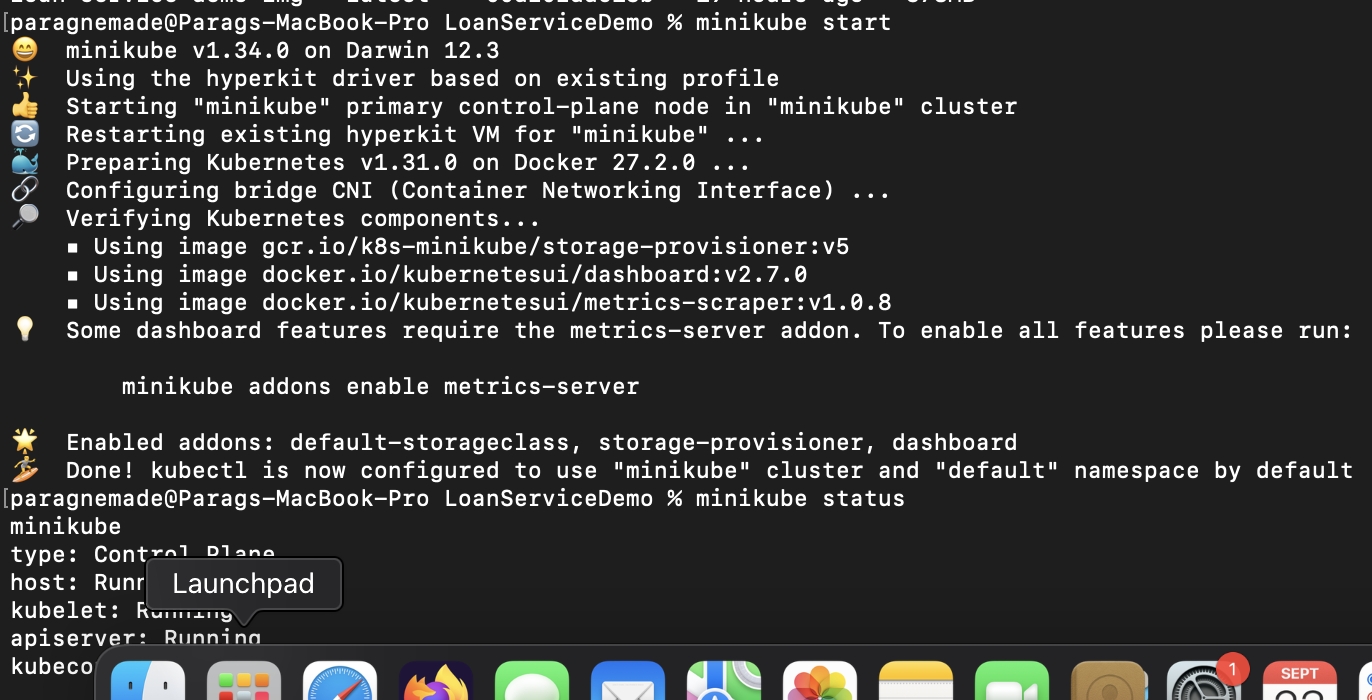 paragnemade@Parags-MacBook-Pro LoanServiceDemo % minikube start
minikube v1.34.0 on Darwin 12.3
Using the hyperkit driver based on existing profile
Starting "minikube" primary control-plane node in "minikube" cluster
Restarting existing hyperkit VM for "minikube" ...
Preparing Kubernetes v1.31.0 on Docker 27.2.0 ...
Configuring bridge CNI (Container Networking Interface) ...
Verifying Kubernetes components...
▪ Using image gcr.io/k8s-minikube/storage-provisioner:v5
▪ Using image docker.io/kubernetesui/dashboard:v2.7.0
▪ Using image docker.io/kubernetesui/metrics-scraper:v1.0.8
Some dashboard features require the metrics-server addon. To enable all features please run:
minikube addons enable metrics-server
Enabled addons: default-storageclass, storage-provisioner, dashboard
Done! kubectl is now configured to use "minikube" cluster and "default" namespace by default
paragnemade@Parags-MacBook-Pro LoanServiceDemo % minikube status
minikube
type: Control Plane
host: Runn
Launchpad
kubelet: Running
apiserver: Running
kubeco
1
SEPT